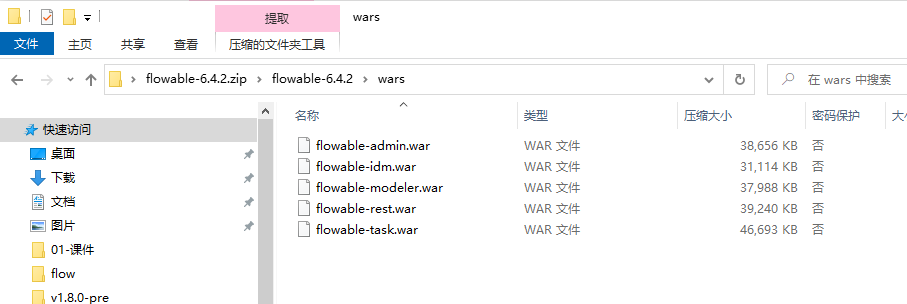 提取 wars
文件 主页 共享 查看 压缩的文件夹工具
flowable-6.4.2.zip flowable-6.4.2 wars 在 wars 中搜索
名称 类型 压缩大小 密码保护 大小
快速访问
桌面
下载
文档
图片
01-课件
flow
v1.8.0-pre
flowable-admin.war WAR 文件 38,656 KB 否
flowable-idm.war WAR 文件 31,114 KB 否
flowable-modeler.war WAR 文件 37,988 KB 否
flowable-rest.war WAR 文件 39,240 KB 否
flowable-task.war WAR 文件 46,693 KB 否